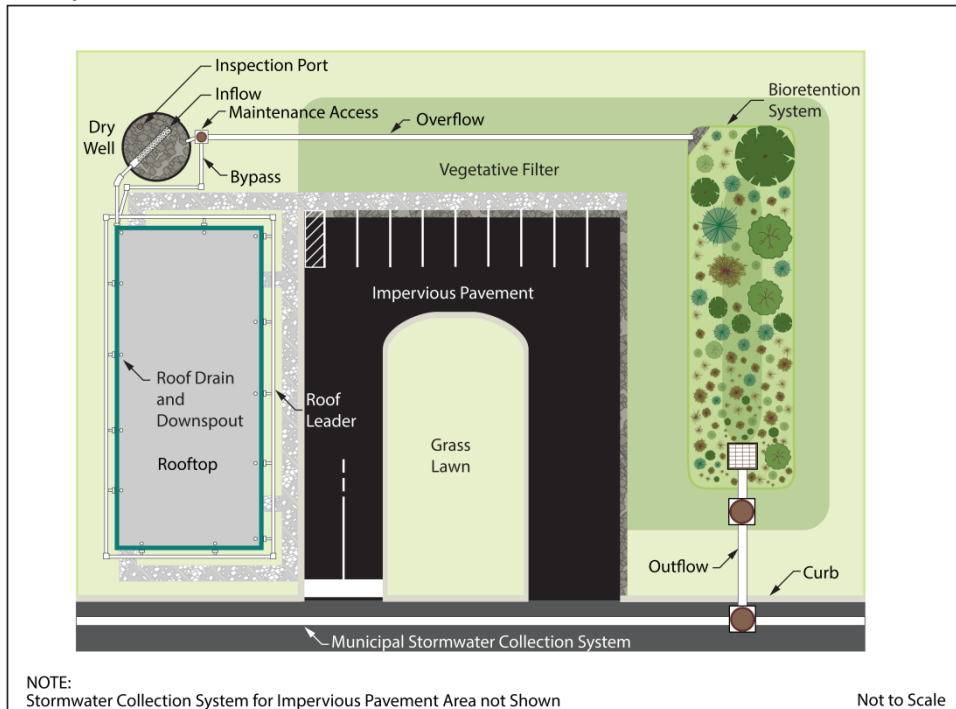 Inspection Port
Inflow
Maintenance Access
Dry
Well
Overflow
Bioretention
System
Bypass
Vegetative Filter
Impervious Pavement
Roof Drain
and
Downspout
Roof
Leader
Rooftop
Grass
Lawn
Outflow
Curb
Municipal Stormwater Collection System
NOTE:
Stormwater Collection System for Impervious Pavement Area not Shown
Not to Scale